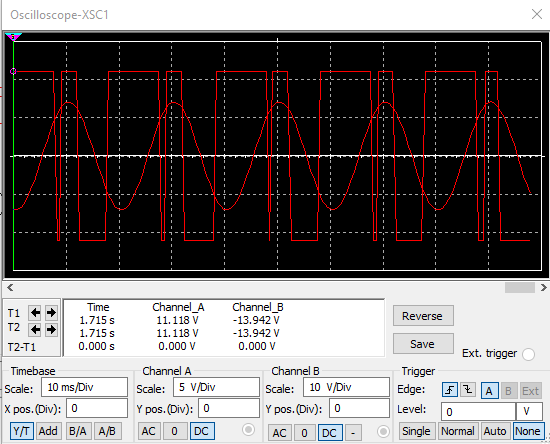 Oscilloscope-XSC1
T1
T2
T2-T1
Time Channel_A Channel_B
1.715 s 11.118 V -13.942 V
1.715 s 11.118 V -13.942 V
0.000 s 0.000 V 0.000 V
Reverse
Save
Ext. trigger
Timebase
Scale: 10 ms/Div
X pos.(Div): 0
Y/T Add B/A A/B
Channel A
Scale: 5 V/Div
Y pos.(Div): 0
AC 0 DC
Channel B
Scale: 10 V/Div
Y pos.(Div): 0
AC 0 DC -
Trigger
Edge: A B Ext
Level: 0 V
Single Normal Auto None